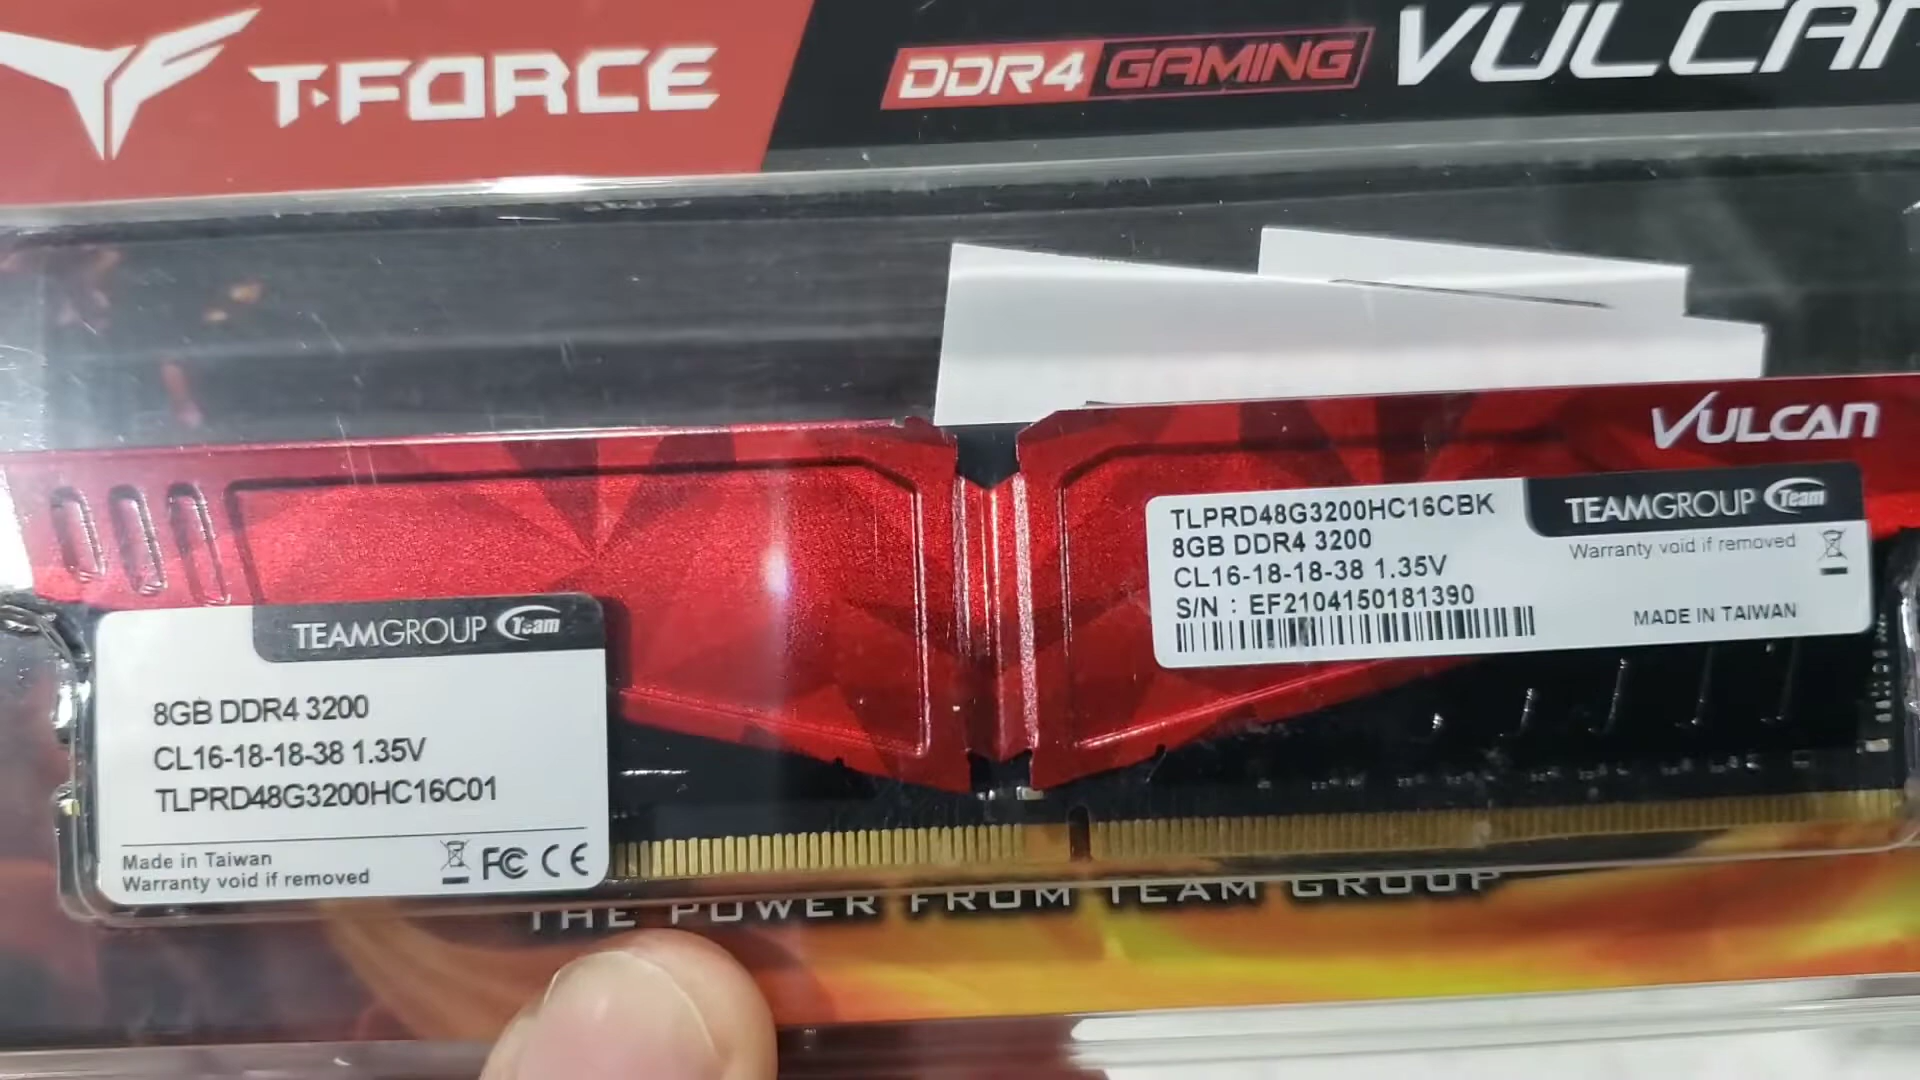 T-FORCE
DDR4 GAMING VULCAN
VULCAN
TLPRD48G3200HC16CBK
8GB DDR4 3200
CL16-18-18-38 1.35V
S/N : EF2104150181390
TEAMGROUP Team
Warranty void if removed
MADE IN TAIWAN
TEAMGROUP Team
8GB DDR4 3200
CL16-18-18-38 1.35V
TLPRD48G3200HC16C01
Made in Taiwan
Warranty void if removed
FC CE
THE POWER FROM TEAM GROUP